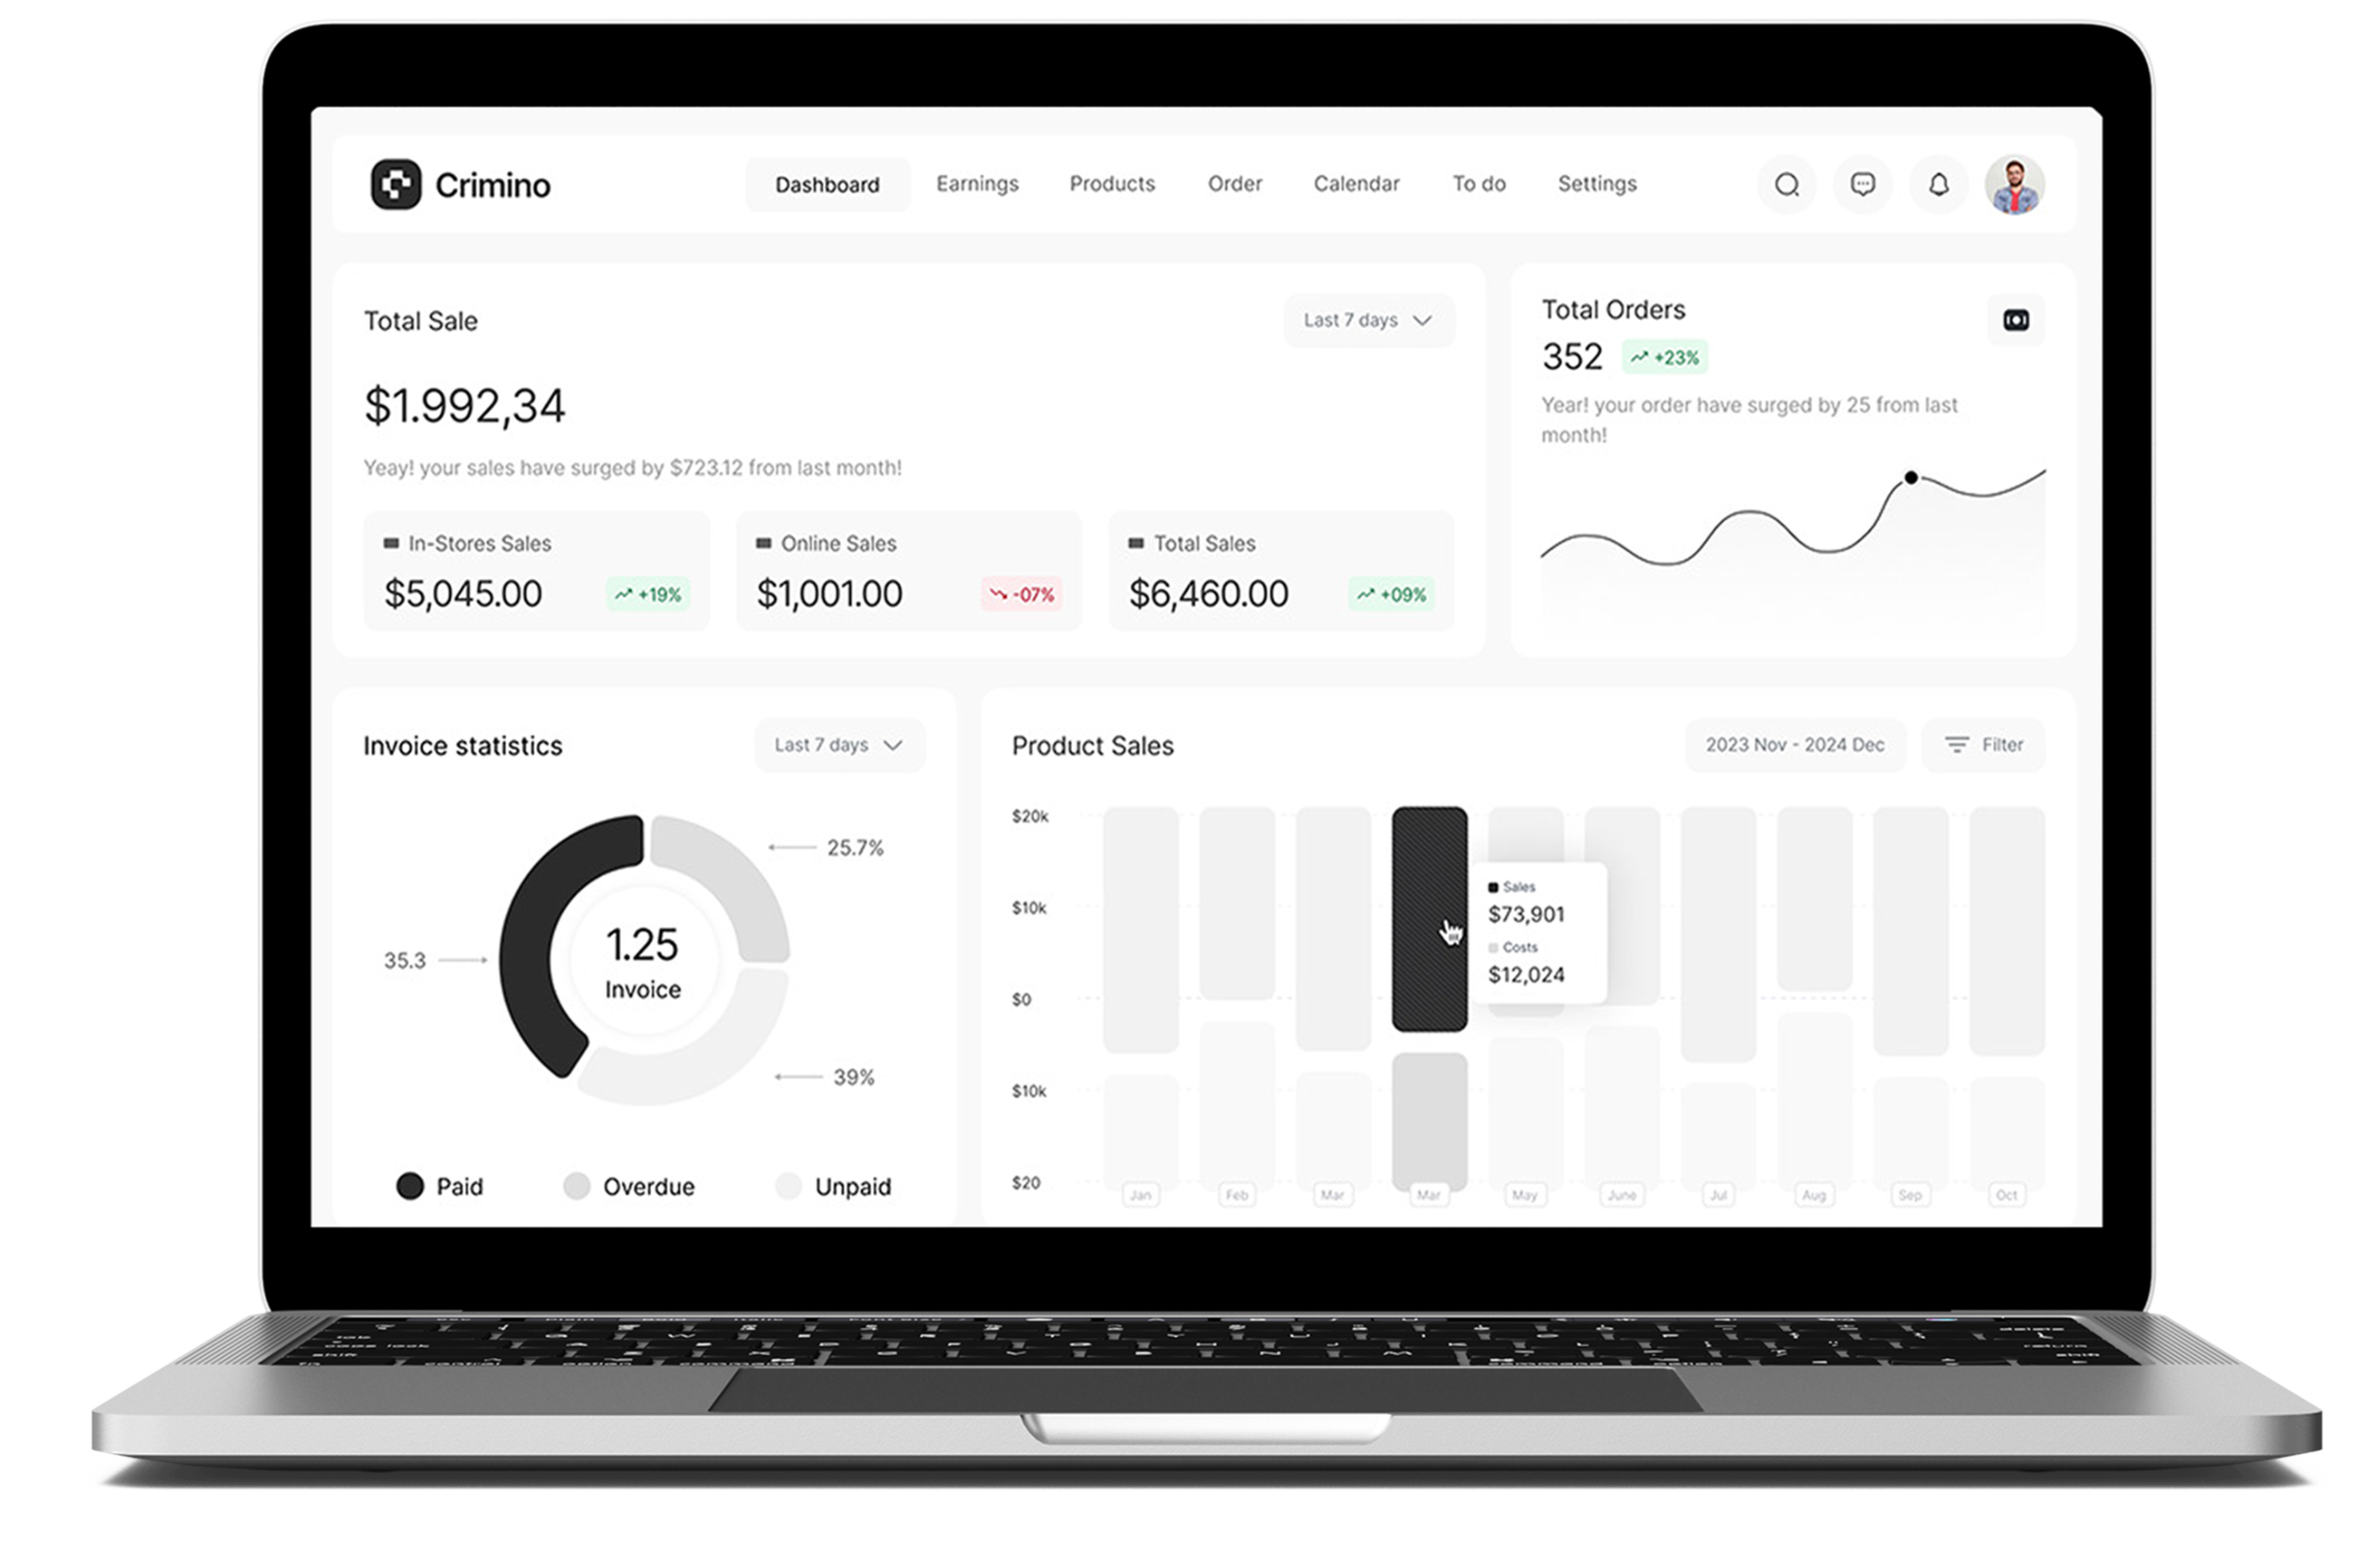 Crimino
Dashboard Earnings Products Order Calendar To do Settings
Total Sale
Last 7 days
$1.992,34
Yeay! your sales have surged by $723.12 from last month!
In-Stores Sales
$5,045.00 +19%
Online Sales
$1,001.00 -07%
Total Sales
$6,460.00 +09%
Total Orders
352 +23%
Year! your order have surged by 25 from last
month!
Invoice statistics
Last 7 days
25.7%
35.3
1.25
Invoice
39%
Paid Overdue Unpaid
Product Sales
2023 Nov - 2024 Dec
Filter
$20k
$10k
$0
$10k
$20
Sales
$73,901
Costs
$12,024
Jan Feb Mar Mar May June Jul Aug Sep Oct